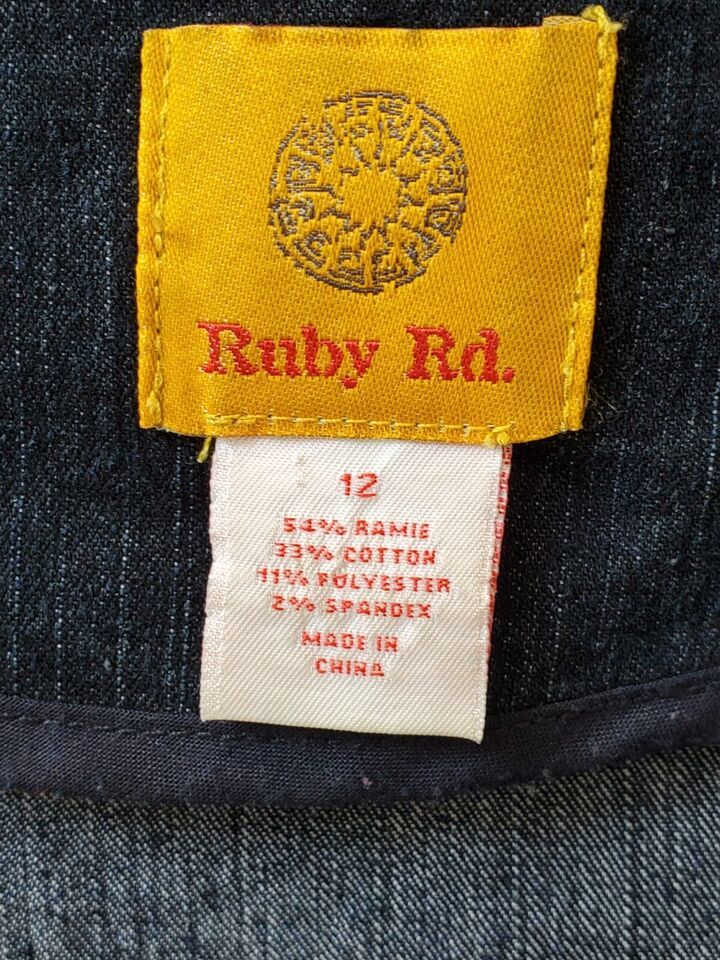 Ruby Rd.
12
54% RAMIE
33% COTTON
11% POLYESTER
2% SPANDEX
MADE IN
CHINA